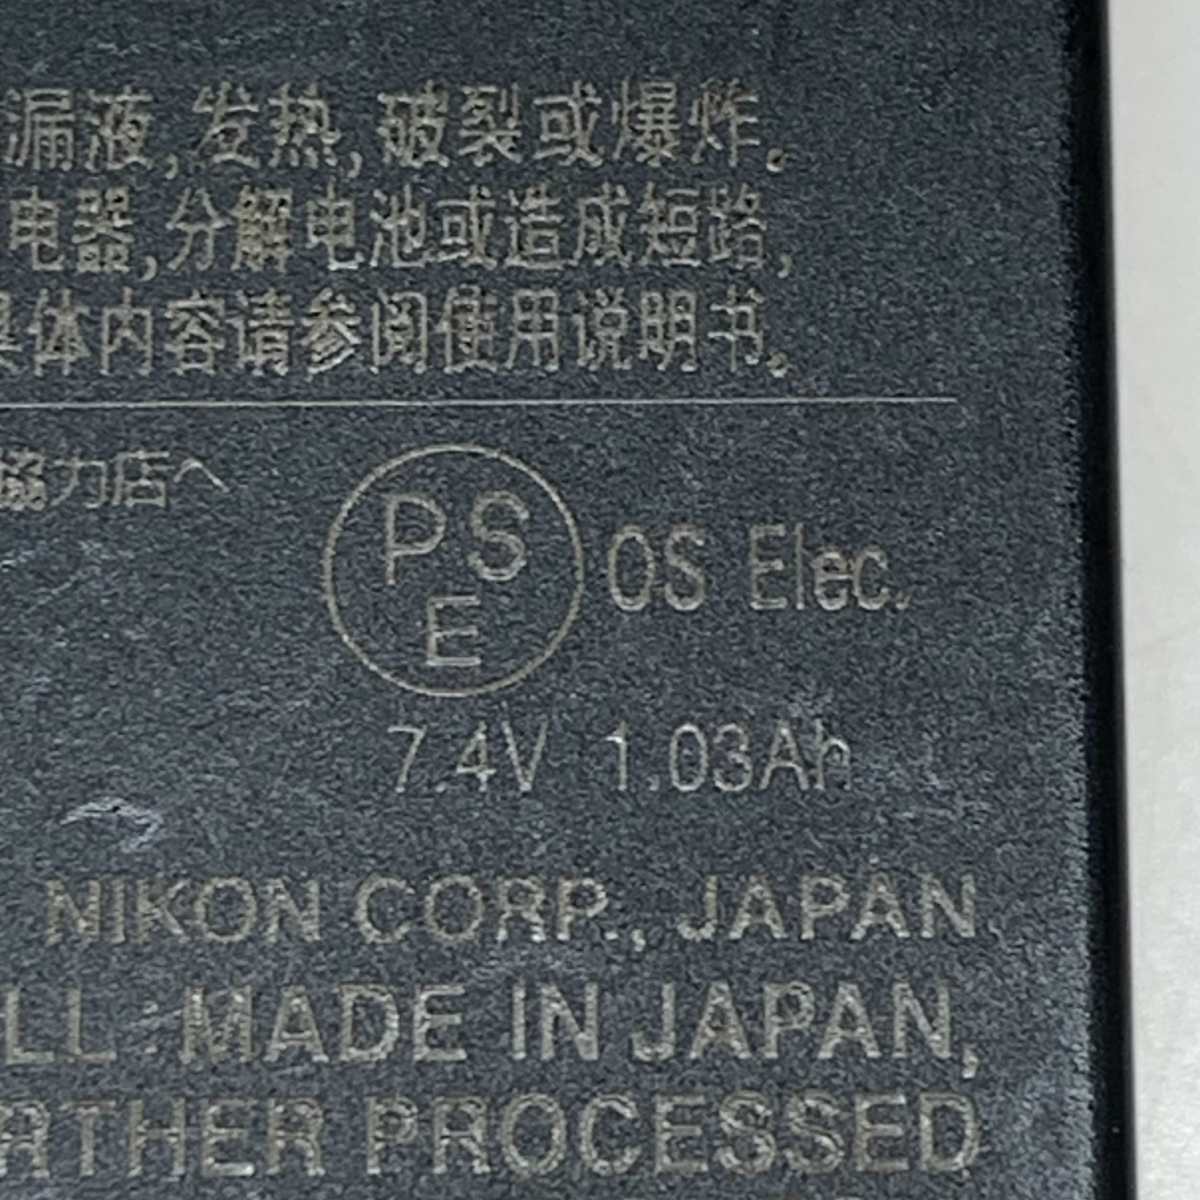 漏液,发热,破裂或爆炸。
电器,分解电池或造成短路,
具体内容请参阅使用说明书。
協力店へ
PS
E
OS Elec.
7.4V 1.03Ah
NIKON CORP., JAPAN
LL : MADE IN JAPAN,
RTHER PROCESSED